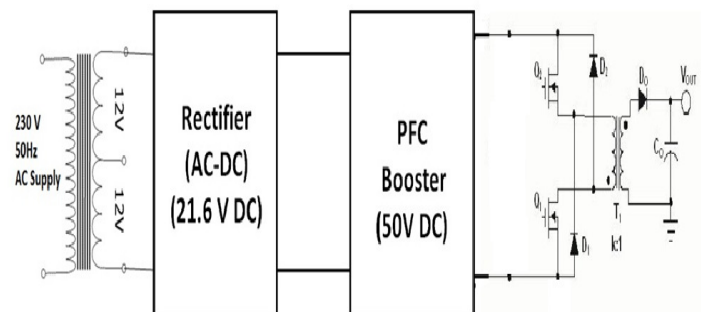 230 V
50Hz
AC Supply
12V
12V
Rectifier
(AC-DC)
(21.6 V DC)
PFC
Booster
(50V DC)
Q2
D2
DO
VOUT
CO
Q1
T1
k:1
D1